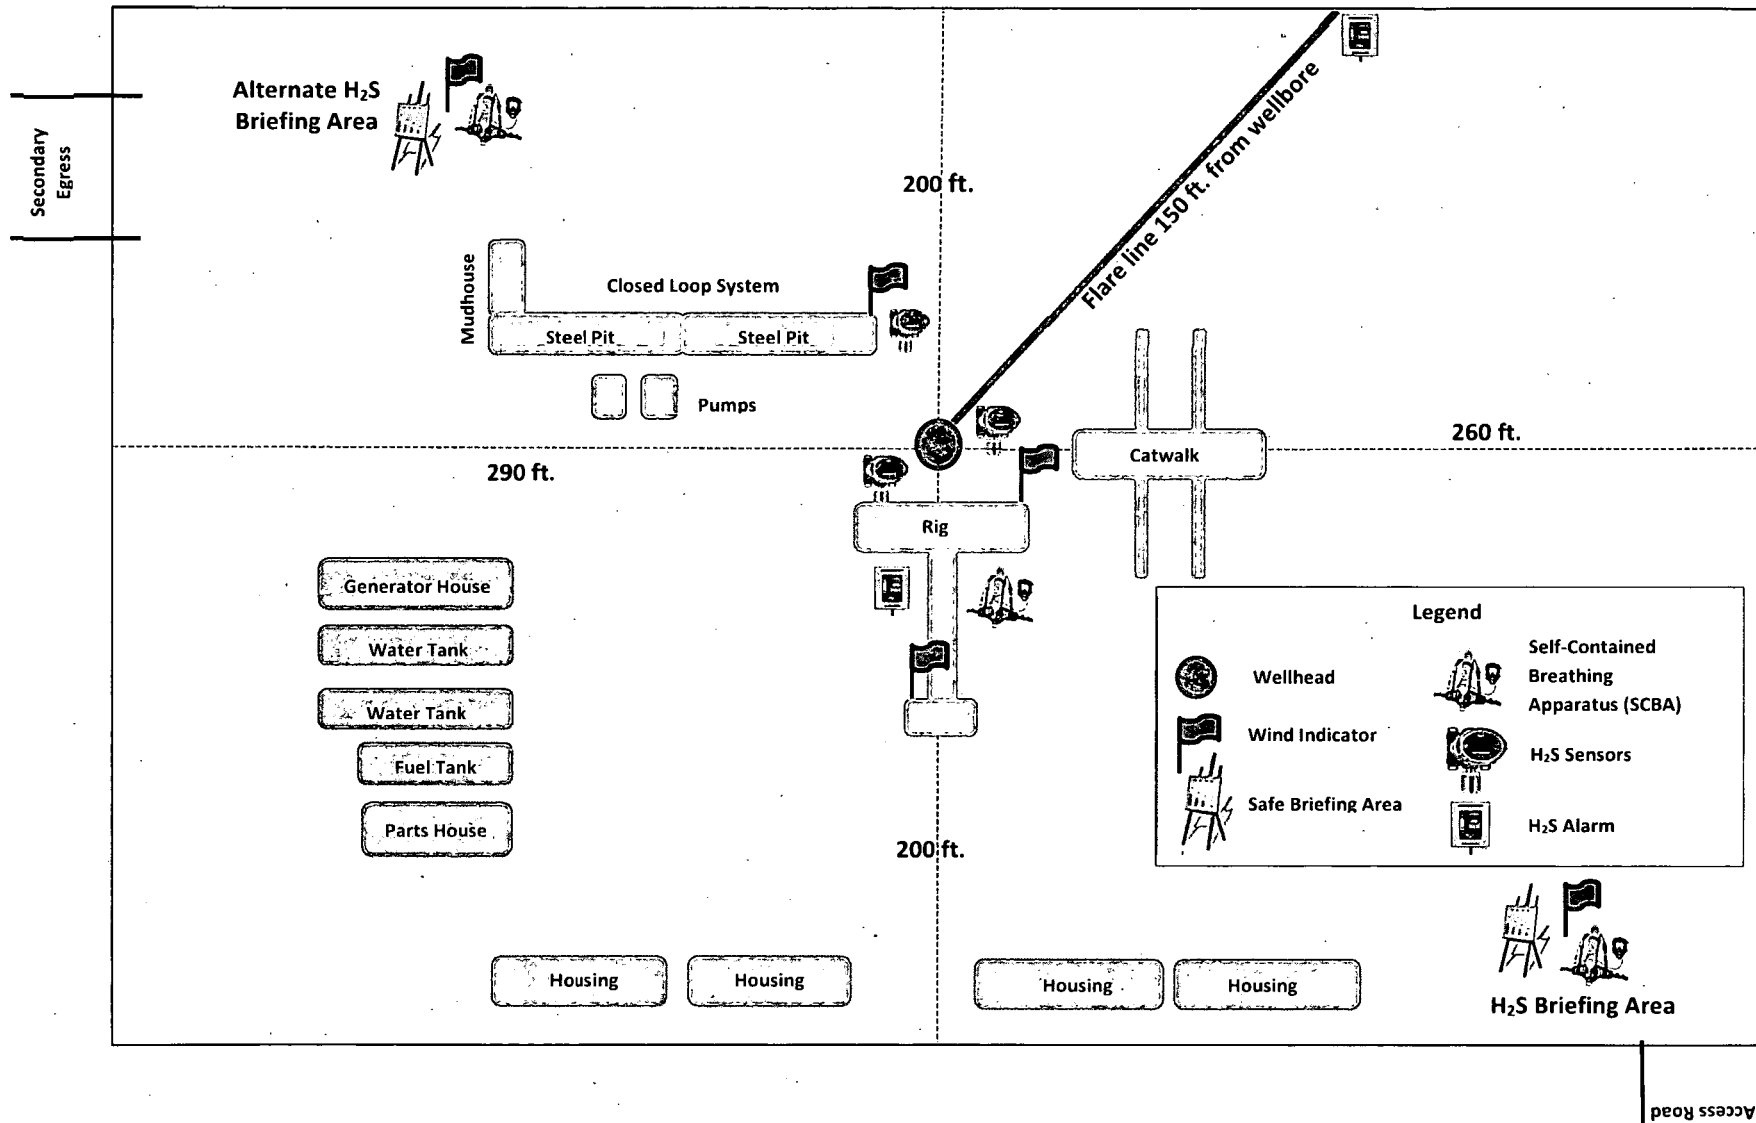 Alternate H₂S
Briefing Area
Secondary
Egress
200 ft.
Flare line 150 ft. from wellbore
Mudhouse
Closed Loop System
Steel Pit
Steel Pit
Pumps
290 ft.
260 ft.
Catwalk
Rig
Generator House
Water Tank
Water Tank
Fuel Tank
Parts House
200 ft.
Legend
Wellhead
Wind Indicator
Safe Briefing Area
Self-Contained
Breathing
Apparatus (SCBA)
H₂S Sensors
H₂S Alarm
Housing
Housing
Housing
Housing
H₂S Briefing Area
Access Road